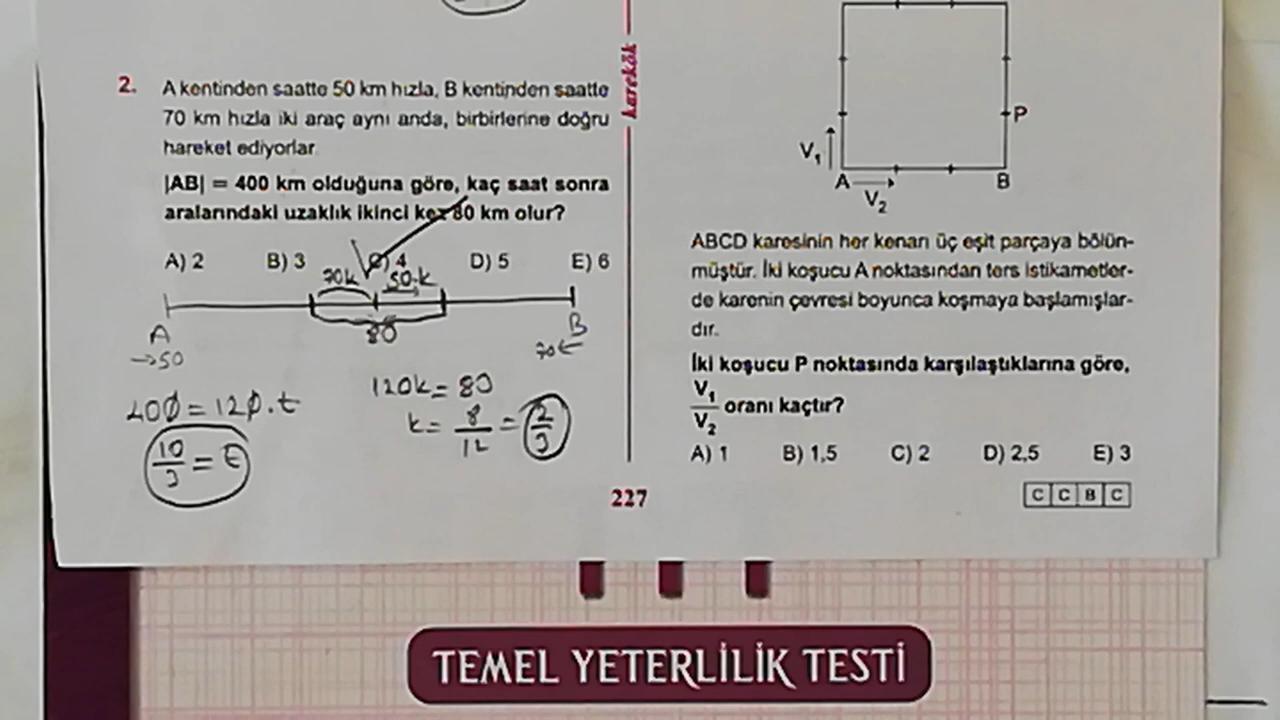 2. A kentinden saatte 50 km hızla, B kentinden saatte
70 km hızla iki araç aynı anda, birbirlerine doğru
hareket ediyorlar.
|AB| = 400 km olduğuna göre, kaç saat sonra
aralarındaki uzaklık ikinci kez 80 km olur?
A) 2 B) 3 C) 4 D) 5 E) 6
70k 50k
80
A B
→50 70←
400 = 120.t
10/3 = t
120k = 80
k = 8/12 = 2/3
karekök
P
V₁
A B
V₂
ABCD karesinin her kenarı üç eşit parçaya bölün-
müştür. İki koşucu A noktasından ters istikametler-
de karenin çevresi boyunca koşmaya başlamışlar-
dır.
İki koşucu P noktasında karşılaştıklarına göre,
V₁/V₂ oranı kaçtır?
A) 1 B) 1,5 C) 2 D) 2,5 E) 3
227
C C B C
TEMEL YETERLİLİK TESTİ